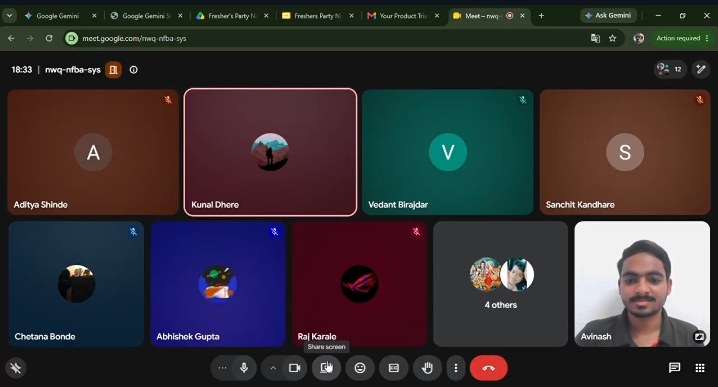 Google Gemini
Google Gemini S
Fresher's Party N
Freshers Party N
Your Product Tria
Meet – nwq-
Ask Gemini
meet.google.com/nwq-nfba-sys
Action required
18:33 | nwq-nfba-sys
12
A
Aditya Shinde
Kunal Dhere
V
Vedant Birajdar
S
Sanchit Kandhare
Chetana Bonde
Abhishek Gupta
Raj Karale
4 others
Avinash
Share screen